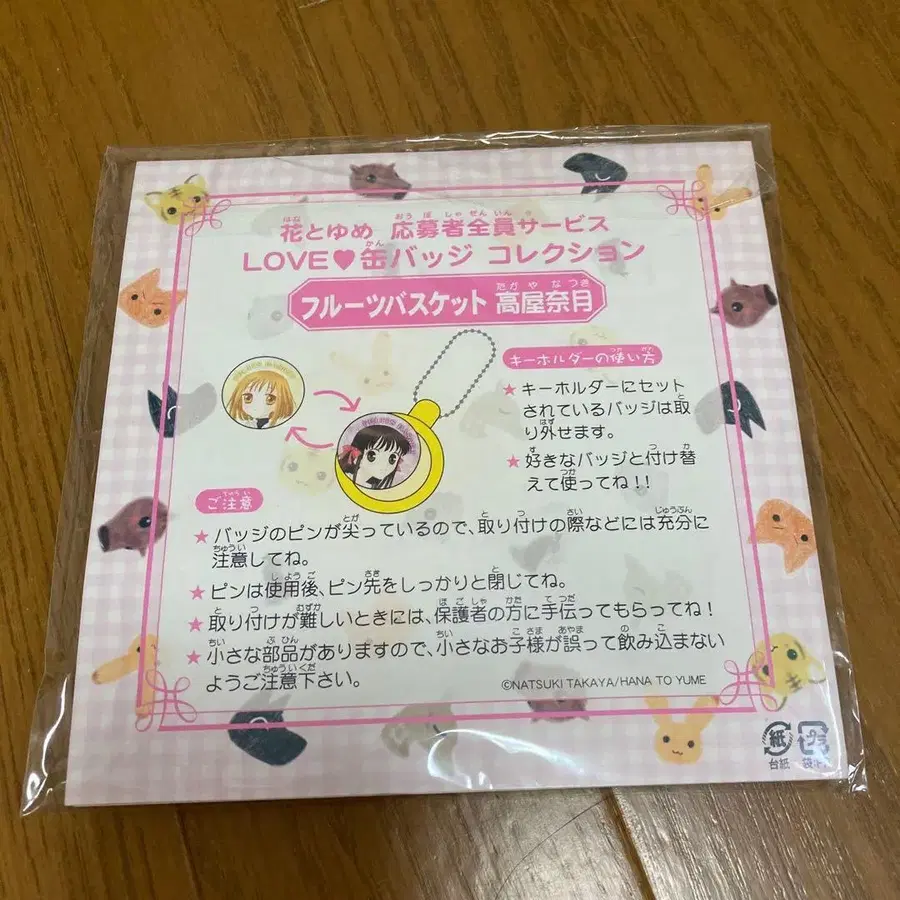 花とゆめ 応募者全員サービス
LOVE♥缶バッジ コレクション
フルーツバスケット 高屋奈月
キーホルダーの使い方
★キーホルダーにセット
されているバッジは取
り外せます。
★好きなバッジと付け替
えて使ってね!!
ご注意
★バッジのピンが尖っているので、取り付けの際などには充分に
注意してね。
★ピンは使用後、ピン先をしっかりと閉じてね。
★取り付けが難しいときには、保護者の方に手伝ってもらってね!
★小さな部品がありますので、小さなお子様が誤って飲み込まない
ようご注意下さい。
©NATSUKI TAKAYA/HANA TO YUME
紙 プラ
台紙